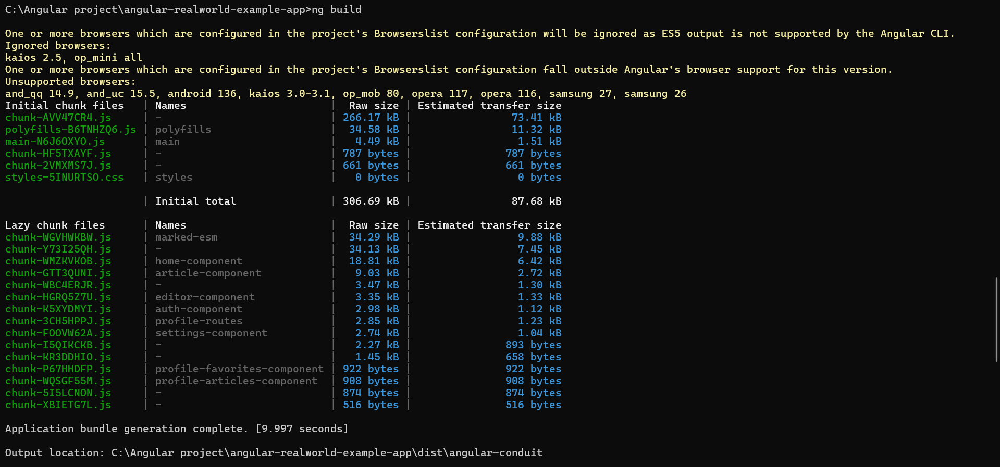 C:\Angular project\angular-realworld-example-app>ng build
One or more browsers which are configured in the project's Browserslist configuration will be ignored as ES5 output is not supported by the Angular CLI.
Ignored browsers:
kaios 2.5, op_mini all
One or more browsers which are configured in the project's Browserslist configuration fall outside Angular's browser support for this version.
Unsupported browsers:
and_qq 14.9, and_uc 15.5, android 136, kaios 3.0-3.1, op_mob 80, opera 117, opera 116, samsung 27, samsung 26
Initial chunk files | Names | Raw size | Estimated transfer size
chunk-AVV47CR4.js | - | 266.17 kB | 73.41 kB
polyfills-B6TNHZQ6.js | polyfills | 34.58 kB | 11.32 kB
main-N6J6OXYO.js | main | 4.49 kB | 1.51 kB
chunk-HF5TXAYF.js | - | 787 bytes | 787 bytes
chunk-2VMXMS7J.js | - | 661 bytes | 661 bytes
styles-5INURTSO.css | styles | 0 bytes | 0 bytes
| Initial total | 306.69 kB | 87.68 kB
Lazy chunk files | Names | Raw size | Estimated transfer size
chunk-WGVHWKBW.js | marked-esm | 34.29 kB | 9.88 kB
chunk-Y73I25QH.js | - | 34.13 kB | 7.45 kB
chunk-WMZKVKOB.js | home-component | 18.81 kB | 6.42 kB
chunk-GTT3QUNI.js | article-component | 9.03 kB | 2.72 kB
chunk-WBC4ERJR.js | - | 3.47 kB | 1.30 kB
chunk-HGRQ5Z7U.js | editor-component | 3.35 kB | 1.33 kB
chunk-K5XYDMYI.js | auth-component | 2.98 kB | 1.12 kB
chunk-3CH5HPPJ.js | profile-routes | 2.85 kB | 1.23 kB
chunk-FOOVW62A.js | settings-component | 2.74 kB | 1.04 kB
chunk-I5QIKCKB.js | - | 2.27 kB | 893 bytes
chunk-KR3DDHIO.js | - | 1.45 kB | 658 bytes
chunk-P67HHDFP.js | profile-favorites-component | 922 bytes | 922 bytes
chunk-WQSGF55M.js | profile-articles-component | 908 bytes | 908 bytes
chunk-5I5LCNON.js | - | 874 bytes | 874 bytes
chunk-XBIETG7L.js | - | 516 bytes | 516 bytes
Application bundle generation complete. [9.997 seconds]
Output location: C:\Angular project\angular-realworld-example-app\dist\angular-conduit